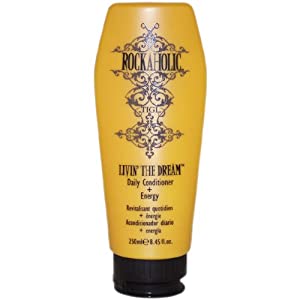 ROCKAHOLIC
TIGI
LIVIN' THE DREAM™
Daily Conditioner
+
Energy
Revitalisant quotidien
+ énergie
Acondicionador diario
+ energía
250ml e 8.45 fl.oz.